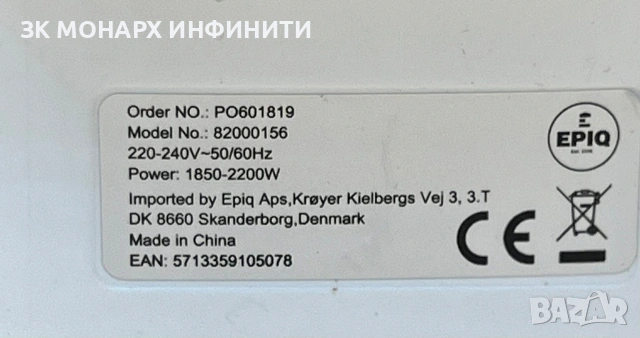 ЗК МОНАРХ ИНФИНИТИ
Order NO.: PO601819
Model No.: 82000156
220-240V~50/60Hz
Power: 1850-2200W
Imported by Epiq Aps,Krøyer Kielbergs Vej 3, 3.T
DK 8660 Skanderborg,Denmark
Made in China
EAN: 5713359105078
EPIQ
CE
BAZAR